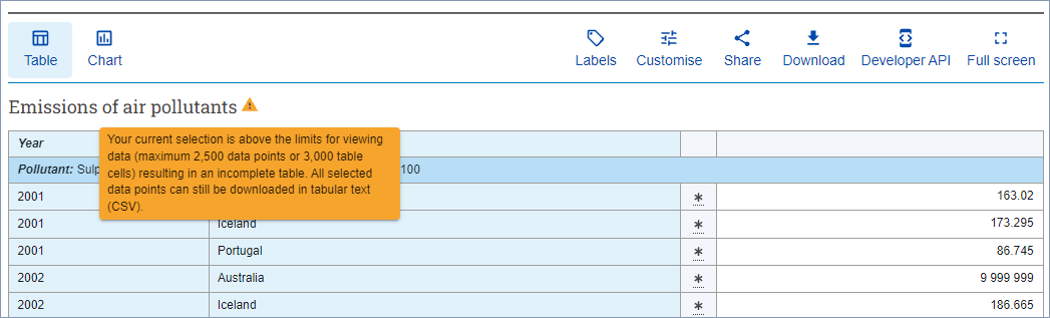 Table
Chart
Labels
Customise
Share
Download
Developer API
Full screen
Emissions of air pollutants
Your current selection is above the limits for viewing
data (maximum 2,500 data points or 3,000 table
cells) resulting in an incomplete table. All selected
data points can still be downloaded in tabular text
(CSV).
Year
Pollutant: Sulp 100
2001 * 163.02
2001 Iceland * 173.295
2001 Portugal * 86.745
2002 Australia * 9 999 999
2002 Iceland * 186.665